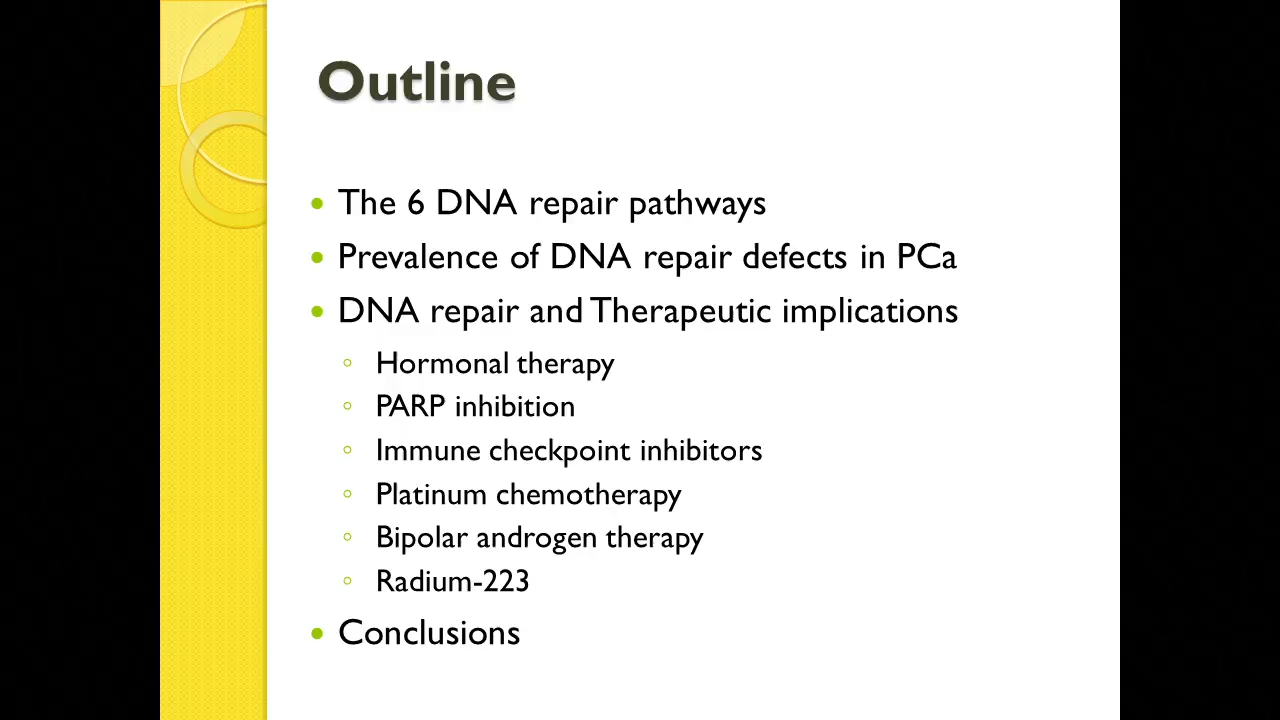 Outline
• The 6 DNA repair pathways
• Prevalence of DNA repair defects in PCa
• DNA repair and Therapeutic implications
◦ Hormonal therapy
◦ PARP inhibition
◦ Immune checkpoint inhibitors
◦ Platinum chemotherapy
◦ Bipolar androgen therapy
◦ Radium-223
• Conclusions